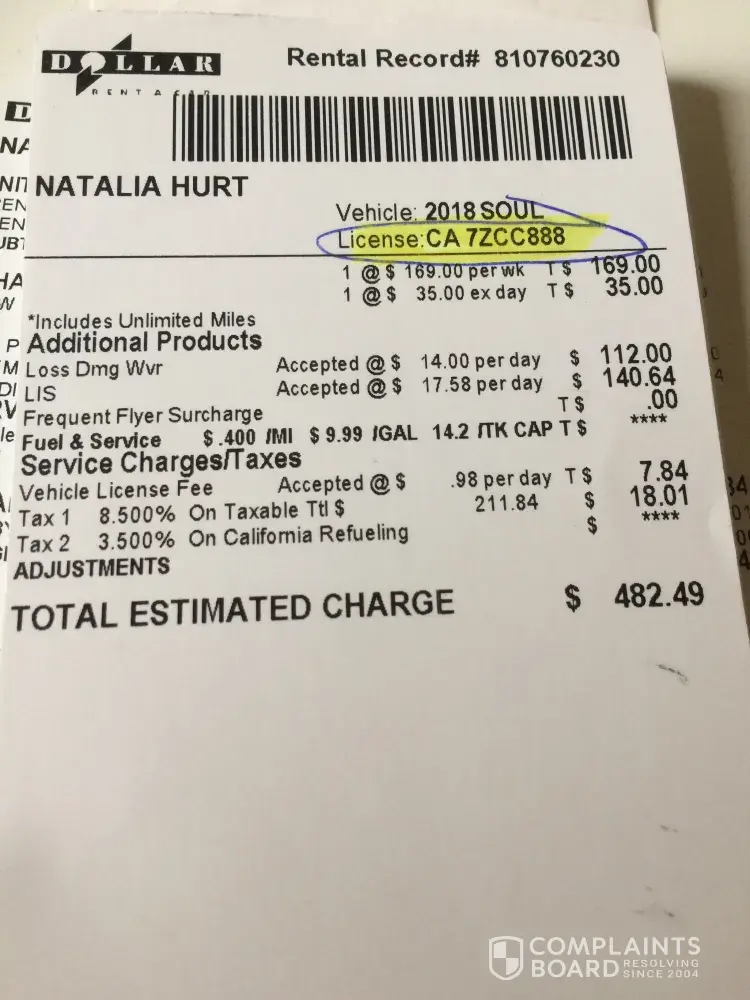 DOLLAR
RENT A CAR
Rental Record# 810760230
NATALIA HURT
Vehicle: 2018 SOUL
License: CA 7ZCC888
1 @ $ 169.00 per wk T $ 169.00
1 @ $ 35.00 ex day T $ 35.00
*Includes Unlimited Miles
Additional Products
Loss Dmg Wvr Accepted @ $ 14.00 per day $ 112.00
LIS Accepted @ $ 17.58 per day $ 140.64
Frequent Flyer Surcharge T $ .00
Fuel & Service $ .400 /MI $ 9.99 /GAL 14.2 /TK CAP T $ ****
Service Charges/Taxes
Vehicle License Fee Accepted @ $ .98 per day T $ 7.84
Tax 1 8.500% On Taxable Ttl $ 211.84 $ 18.01
Tax 2 3.500% On California Refueling $ ****
ADJUSTMENTS
TOTAL ESTIMATED CHARGE $ 482.49
COMPLAINTS
BOARD RESOLVING SINCE 2004